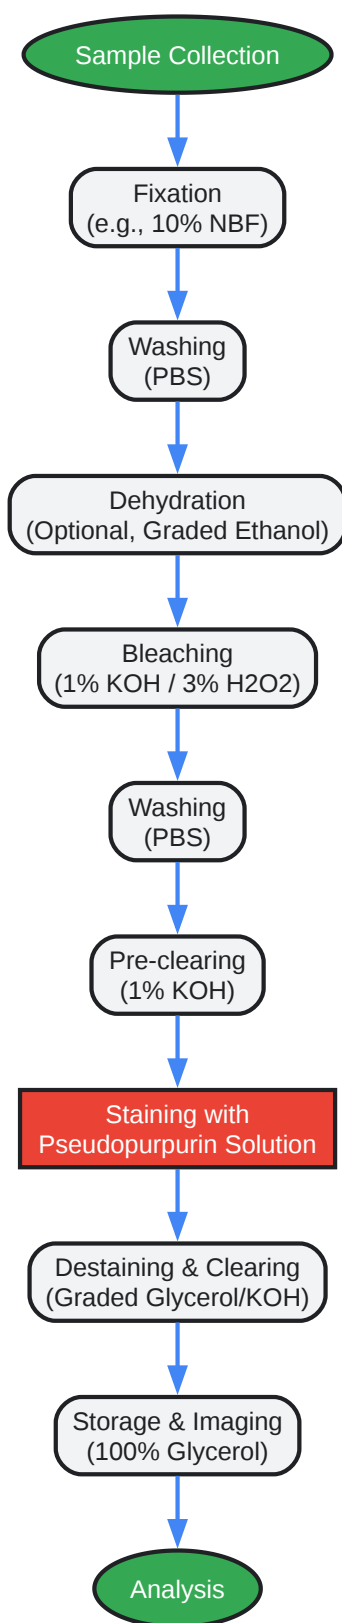 Sample Collection
Fixation
(e.g., 10% NBF)
Washing
(PBS)
Dehydration
(Optional, Graded Ethanol)
Bleaching
(1% KOH / 3% H2O2)
Washing
(PBS)
Pre-clearing
(1% KOH)
Staining with
Pseudopurpurin Solution
Destaining & Clearing
(Graded Glycerol/KOH)
Storage & Imaging
(100% Glycerol)
Analysis